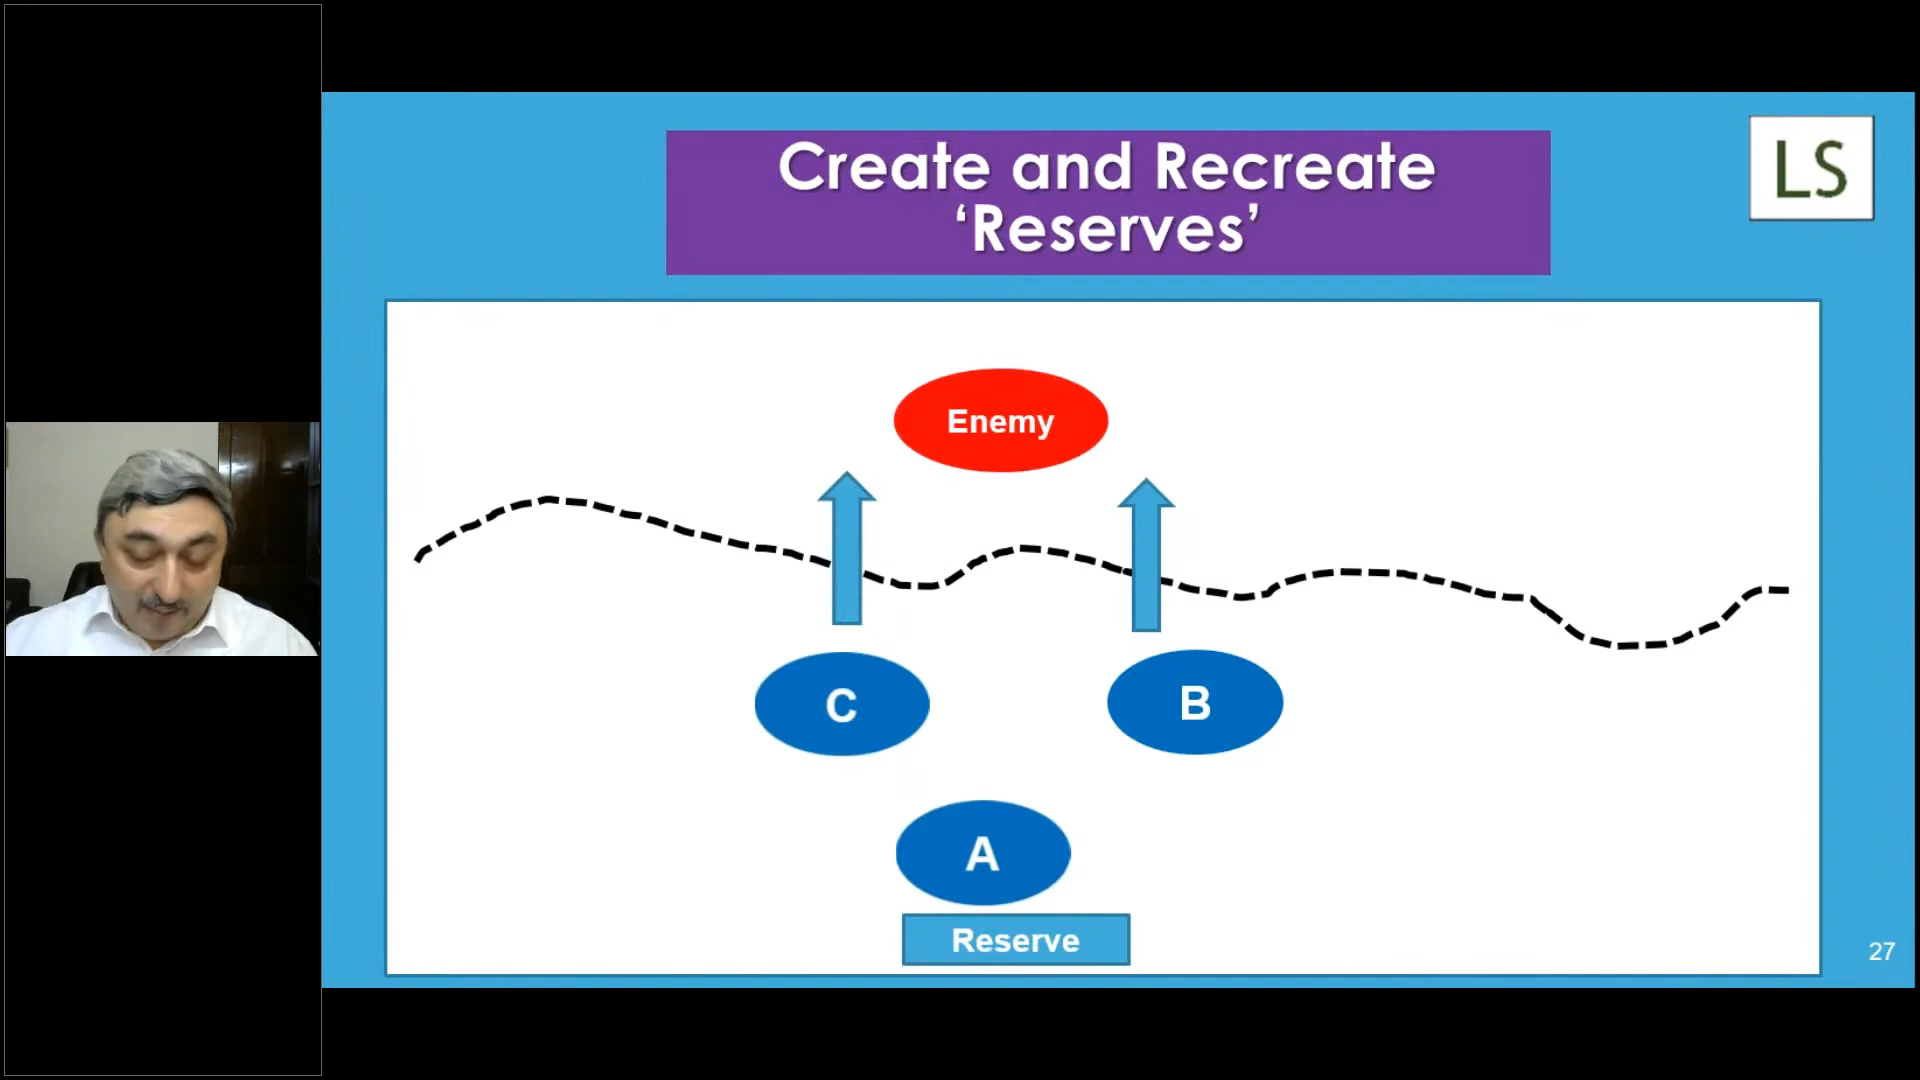 Create and Recreate
‘Reserves’
LS
Enemy
C
B
A
Reserve
27